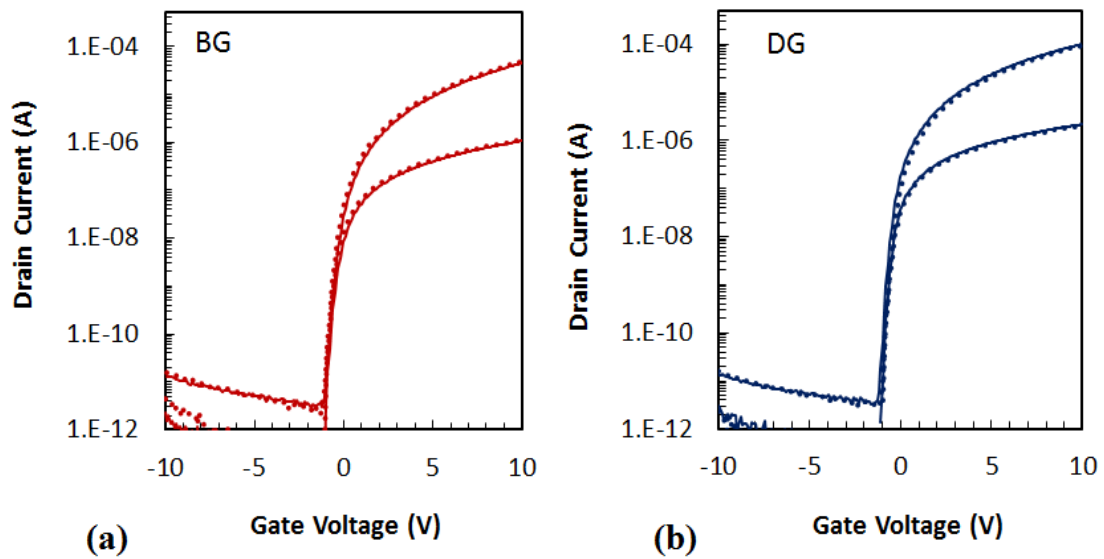 BG
1.E-04
1.E-06
1.E-08
1.E-10
1.E-12
-10 -5 0 5 10
Drain Current (A)
Gate Voltage (V)
(a)
DG
1.E-04
1.E-06
1.E-08
1.E-10
1.E-12
-10 -5 0 5 10
Drain Current (A)
Gate Voltage (V)
(b)